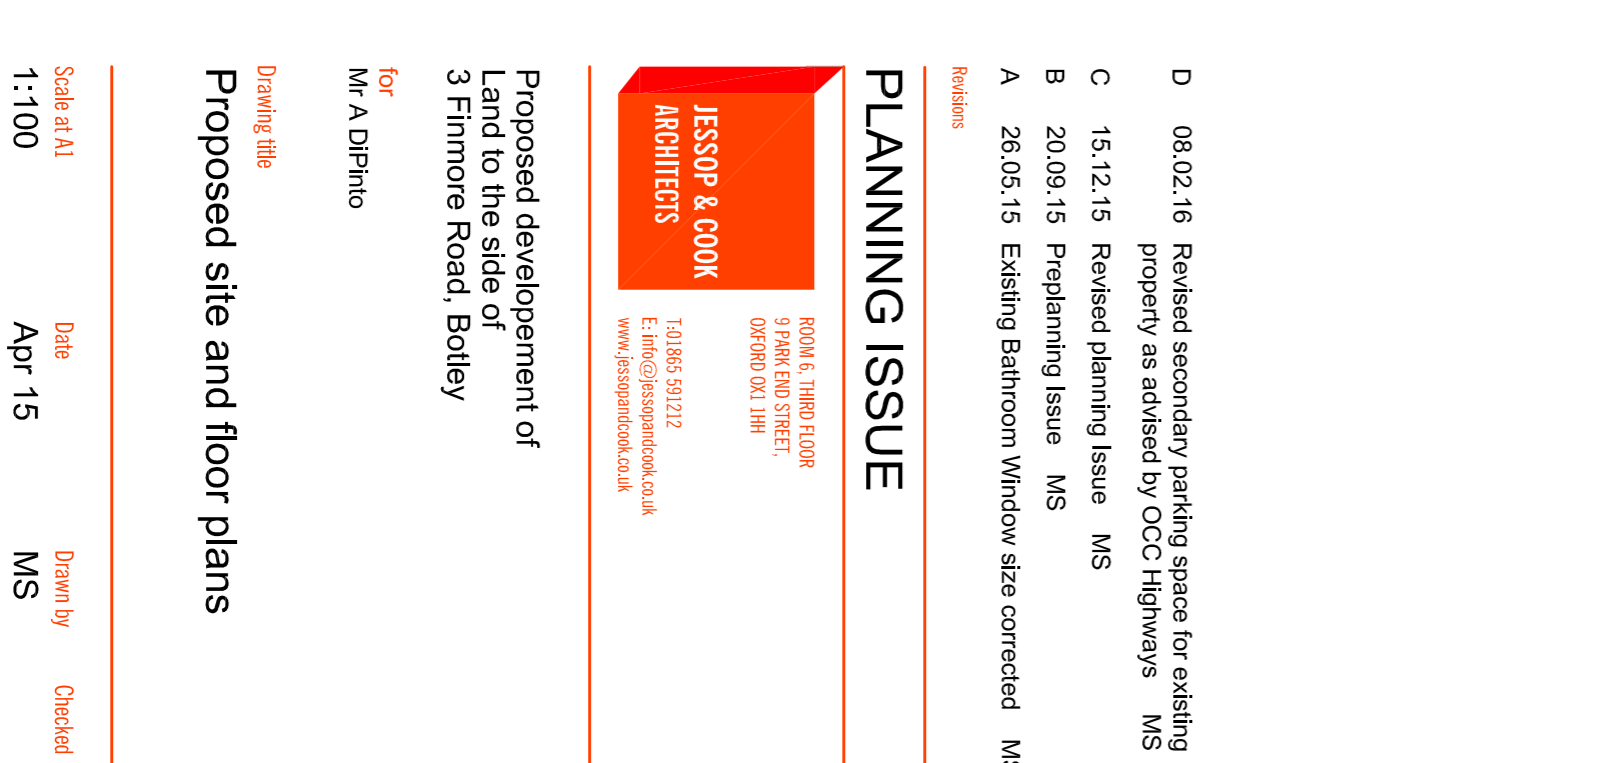 D 08.02.16 Revised secondary parking space for existing
property as advised by OCC Highways MS
C 15.12.15 Revised planning Issue MS
B 20.09.15 Preplanning Issue MS
A 26.05.15 Existing Bathroom Window size corrected MS
Revisions
PLANNING ISSUE
JESSOP & COOK
ARCHITECTS
ROOM 6, THIRD FLOOR
9 PARK END STREET,
OXFORD OX1 1HH
T:01865 591212
E: info@jessopandcook.co.uk
www.jessopandcook.co.uk
Proposed developement of
Land to the side of
3 Finmore Road, Botley
for
Mr A DiPinto
Drawing title
Proposed site and floor plans
Scale at A1 Date Drawn by Checked
1:100 Apr 15 MS